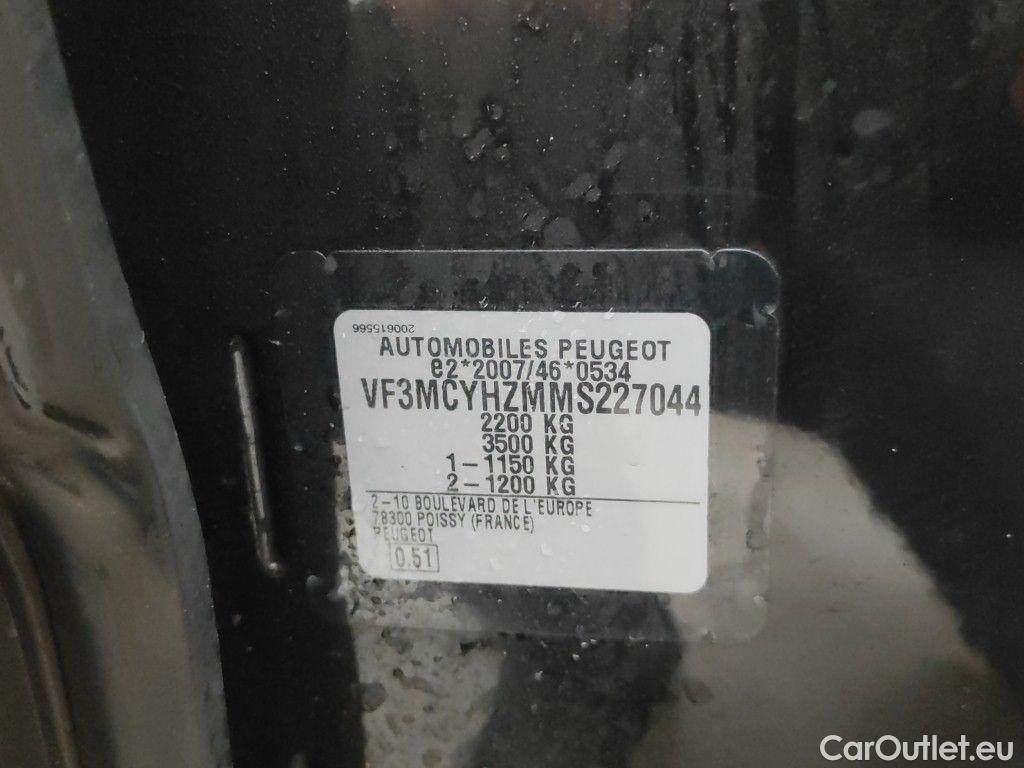 200615566
AUTOMOBILES PEUGEOT
e2*2007/46*0534
VF3MCYHZMMS227044
2200 KG
3500 KG
1-1150 KG
2-1200 KG
2-10 BOULEVARD DE L'EUROPE
78300 POISSY (FRANCE)
PEUGEOT
0.51
CarOutlet.eu